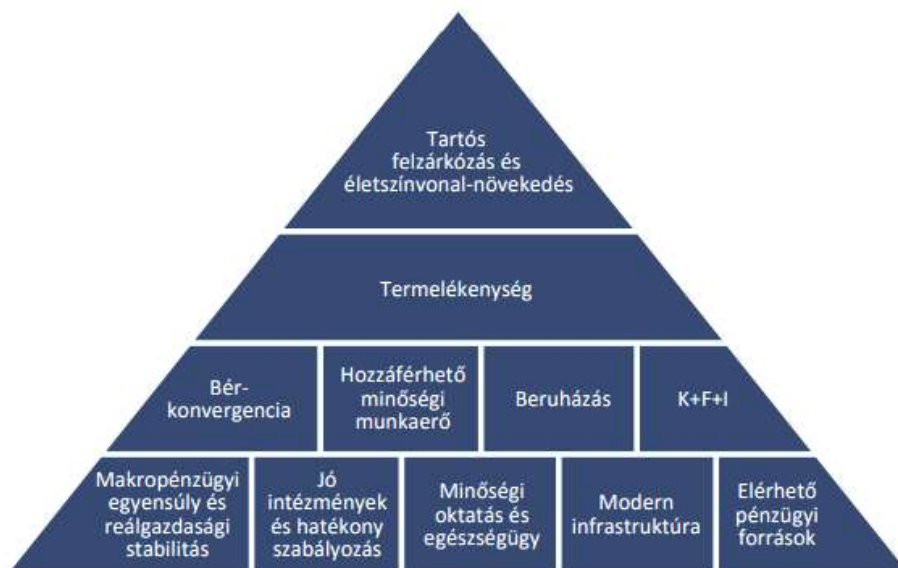 Tartós
felzárkózás és
életszínvonal-növekedés
Termelékenység
Bér-
konvergencia
Hozzáférhető
minőségi
munkaerő
Beruházás
K+F+I
Makropénzügyi
egyensúly és
reálgazdasági
stabilitás
Jó
intézmények
és hatékony
szabályozás
Minőségi
oktatás és
egészségügy
Modern
infrastruktúra
Elérhető
pénzügyi
források